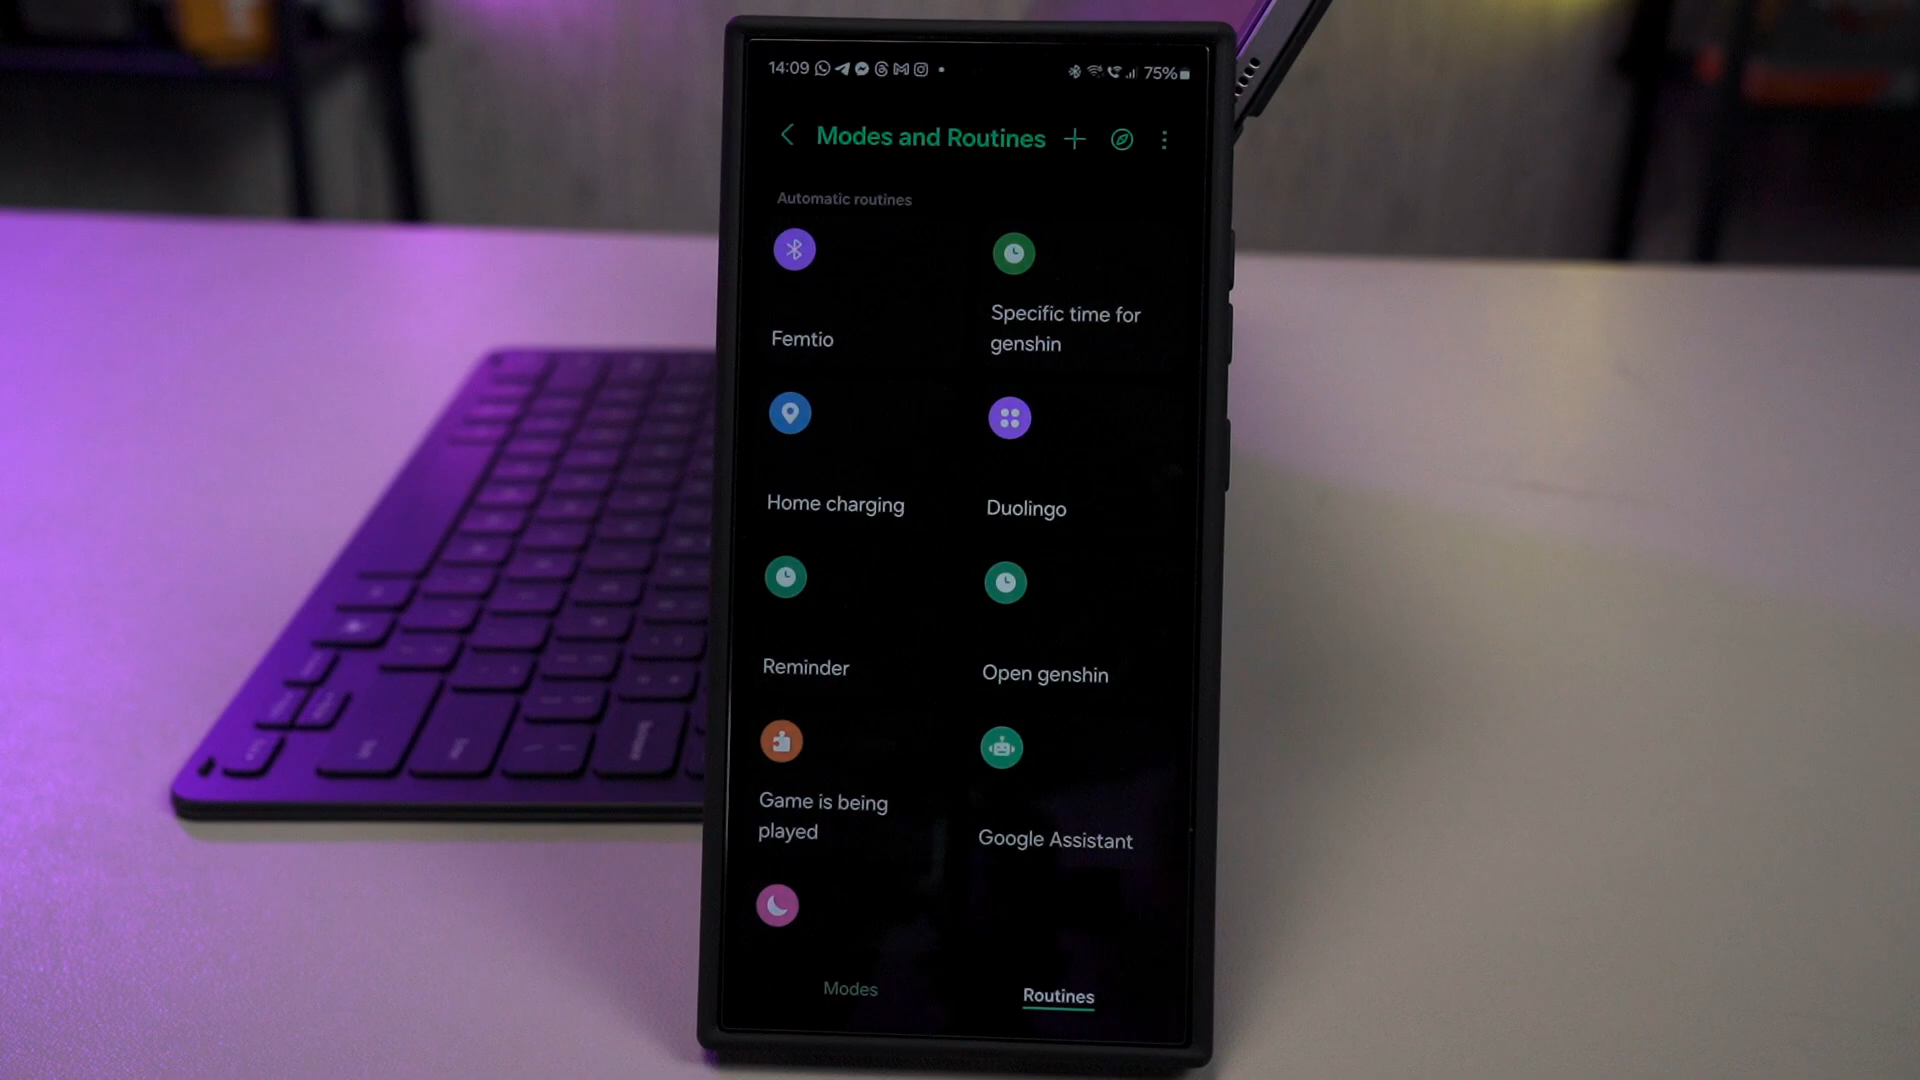 14:09
75%
Modes and Routines
Automatic routines
Femtio
Specific time for
genshin
Home charging
Duolingo
Reminder
Open genshin
Game is being
played
Google Assistant
Modes
Routines